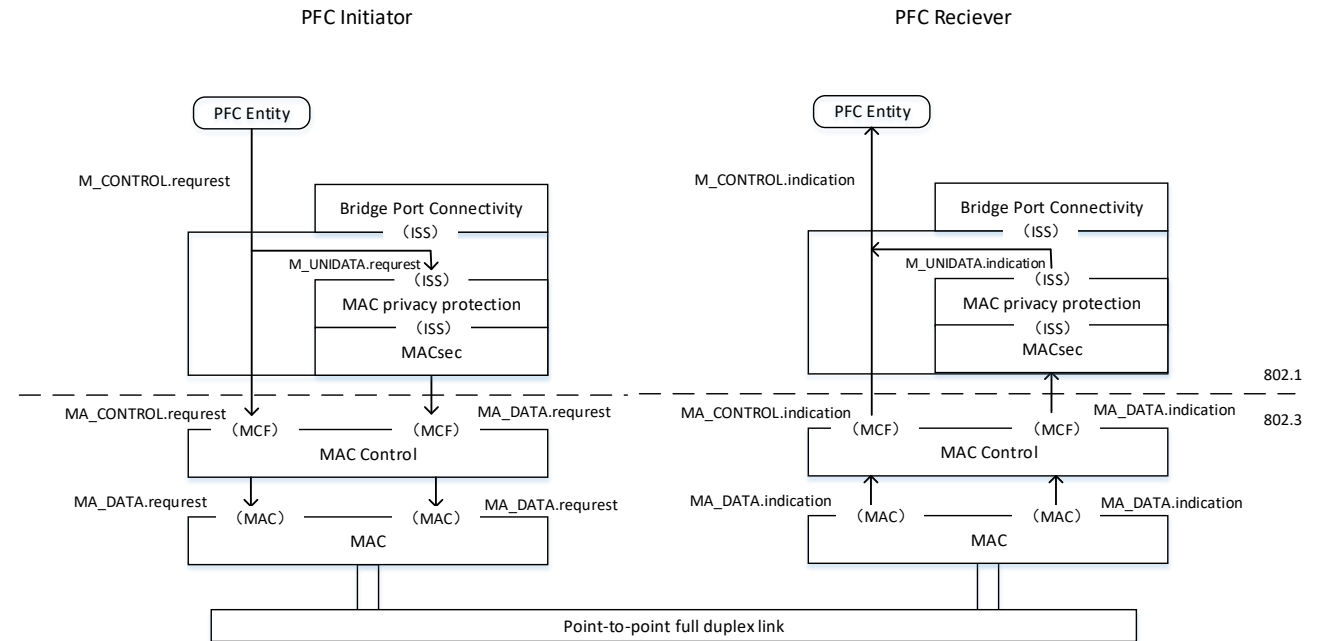 PFC Initiator
PFC Reciever
PFC Entity
PFC Entity
M_CONTROL.requrest
M_CONTROL.indication
Bridge Port Connectivity
Bridge Port Connectivity
（ISS）
（ISS）
M_UNIDATA.requrest
M_UNIDATA.indication
（ISS）
（ISS）
MAC privacy protection
MAC privacy protection
（ISS）
（ISS）
MACsec
MACsec
802.1
MA_CONTROL.requrest
MA_DATA.requrest
MA_CONTROL.indication
MA_DATA.indication
802.3
（MCF）
（MCF）
（MCF）
（MCF）
MAC Control
MAC Control
MA_DATA.requrest
MA_DATA.requrest
MA_DATA.indication
MA_DATA.indication
（MAC）
（MAC）
（MAC）
（MAC）
MAC
MAC
Point-to-point full duplex link